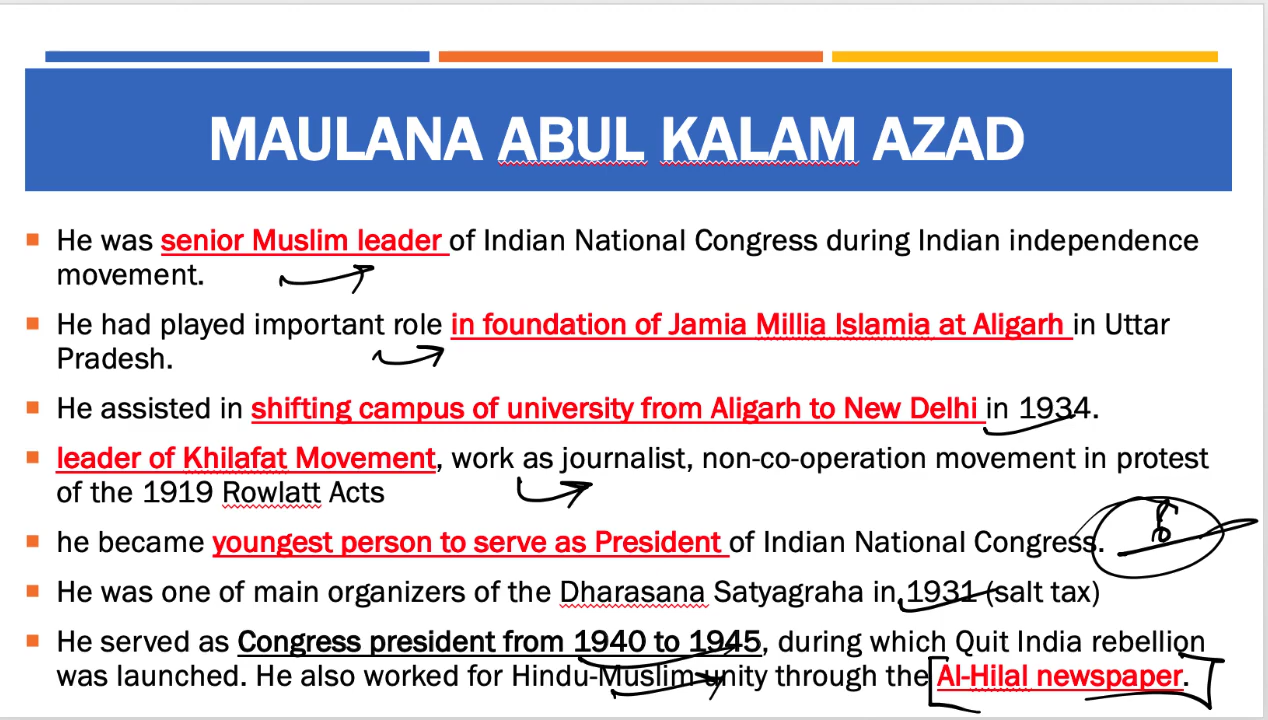 MAULANA ABUL KALAM AZAD
He was senior Muslim leader of Indian National Congress during Indian independence
movement.
He had played important role in foundation of Jamia Millia Islamia at Aligarh in Uttar
Pradesh.
He assisted in shifting campus of university from Aligarh to New Delhi in 1934.
leader of Khilafat Movement, work as journalist, non-co-operation movement in protest
of the 1919 Rowlatt Acts
he became youngest person to serve as President of Indian National Congress.
He was one of main organizers of the Dharasana Satyagraha in 1931 (salt tax)
He served as Congress president from 1940 to 1945, during which Quit India rebellion
was launched. He also worked for Hindu-Muslim unity through the Al-Hilal newspaper.